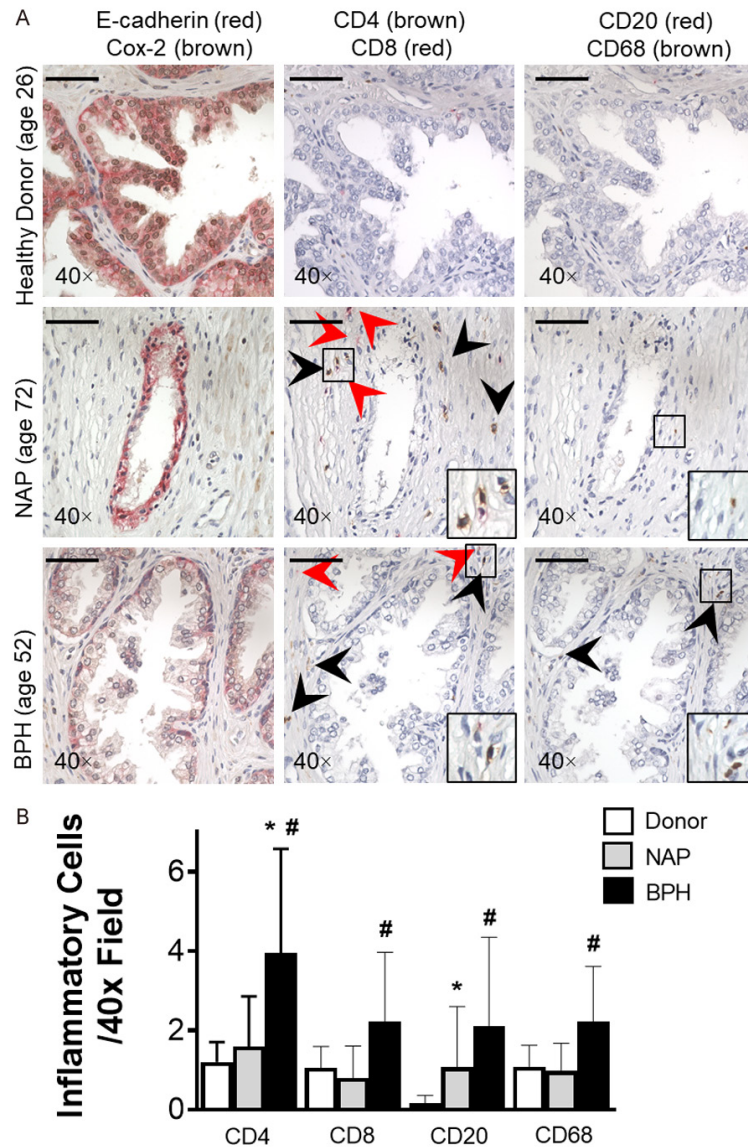 A
E-cadherin (red)
Cox-2 (brown)
CD4 (brown)
CD8 (red)
CD20 (red)
CD68 (brown)
Healthy Donor (age 26)
40×
40×
40×
NAP (age 72)
40×
40×
40×
BPH (age 52)
40×
40×
40×
B
Inflammatory Cells
/40x Field
6
4
2
0
* #
#
*
#
#
Donor
NAP
BPH
CD4
CD8
CD20
CD68